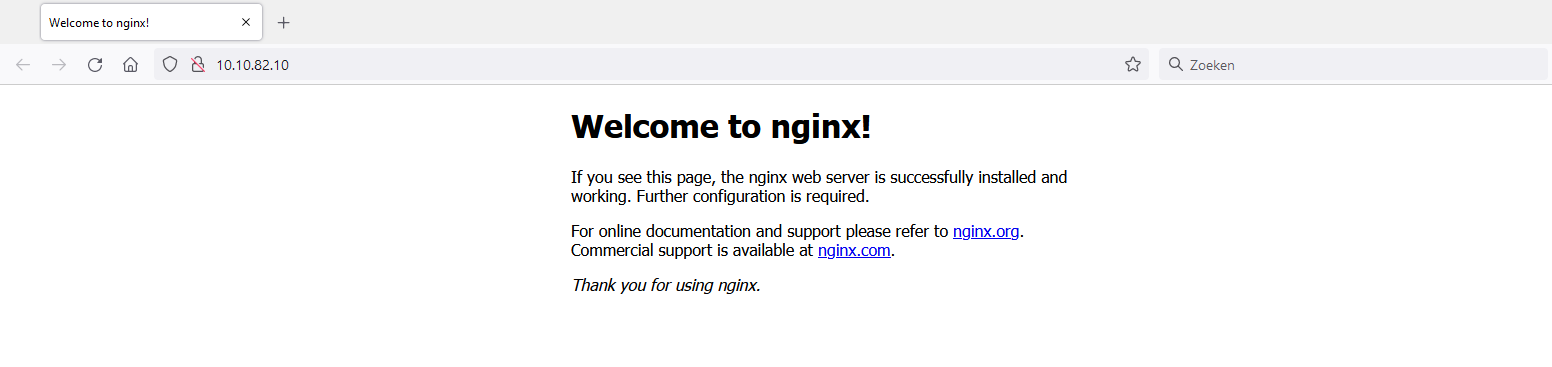 Welcome to nginx!
10.10.82.10
Zoeken
Welcome to nginx!
If you see this page, the nginx web server is successfully installed and
working. Further configuration is required.
For online documentation and support please refer to nginx.org.
Commercial support is available at nginx.com.
Thank you for using nginx.